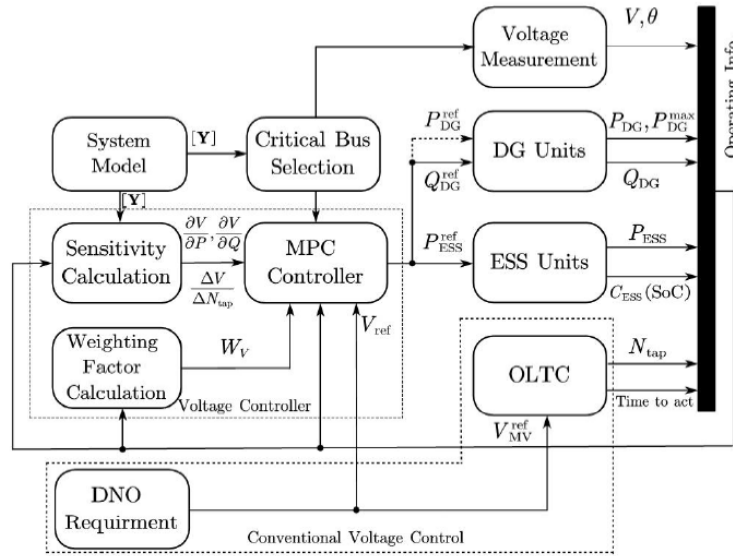 Voltage
Measurement
V, θ
Operating Info
System
Model
[Y]
Critical Bus
Selection
P_DG^ref
Q_DG^ref
DG Units
P_DG, P_DG^max
Q_DG
[Y]
Sensitivity
Calculation
∂V/∂P, ∂V/∂Q
ΔV/ΔN_tap
MPC
Controller
P_ESS^ref
ESS Units
P_ESS
C_ESS(SoC)
Weighting
Factor
Calculation
W_V
V_ref
Voltage Controller
OLTC
N_tap
Time to act
V_MV^ref
DNO
Requirment
Conventional Voltage Control